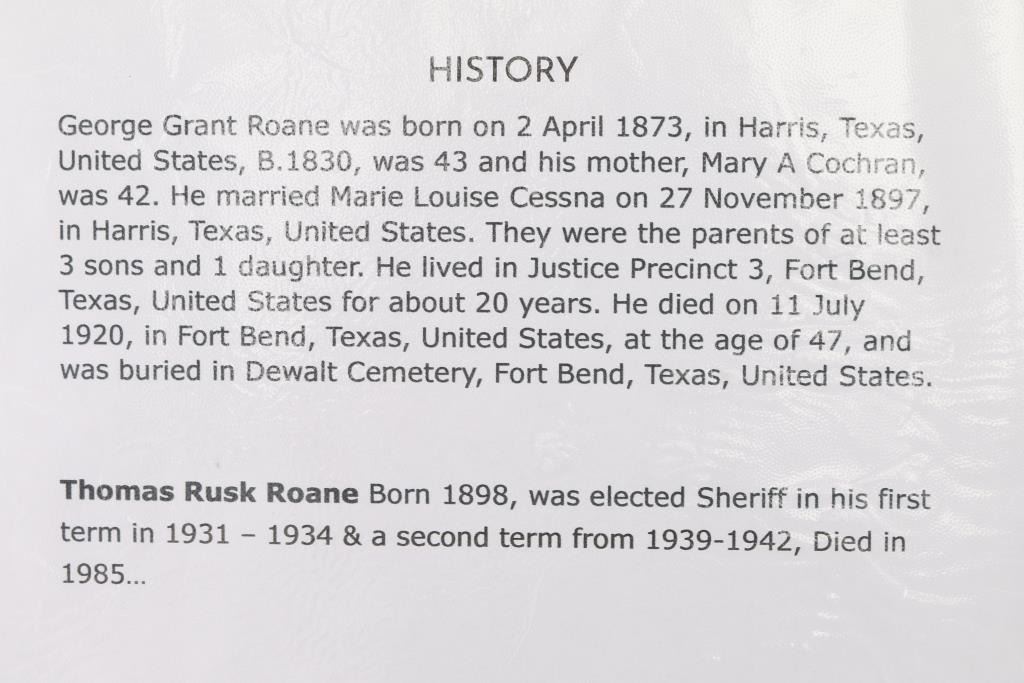 HISTORY
George Grant Roane was born on 2 April 1873, in Harris, Texas,
United States, B.1830, was 43 and his mother, Mary A Cochran,
was 42. He married Marie Louise Cessna on 27 November 1897,
in Harris, Texas, United States. They were the parents of at least
3 sons and 1 daughter. He lived in Justice Precinct 3, Fort Bend,
Texas, United States for about 20 years. He died on 11 July
1920, in Fort Bend, Texas, United States, at the age of 47, and
was buried in Dewalt Cemetery, Fort Bend, Texas, United States.
Thomas Rusk Roane Born 1898, was elected Sheriff in his first
term in 1931 – 1934 & a second term from 1939-1942, Died in
1985...